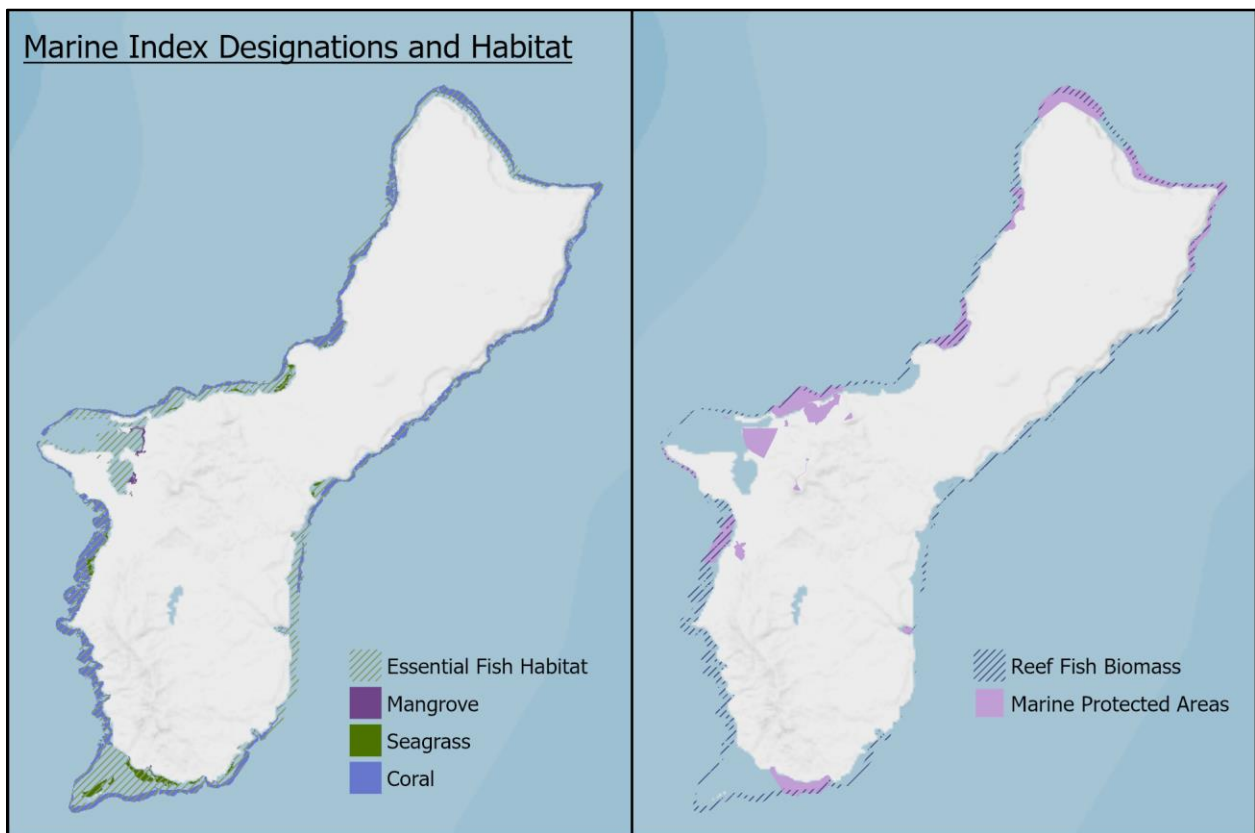 Marine Index Designations and Habitat
Essential Fish Habitat
Mangrove
Seagrass
Coral
Reef Fish Biomass
Marine Protected Areas